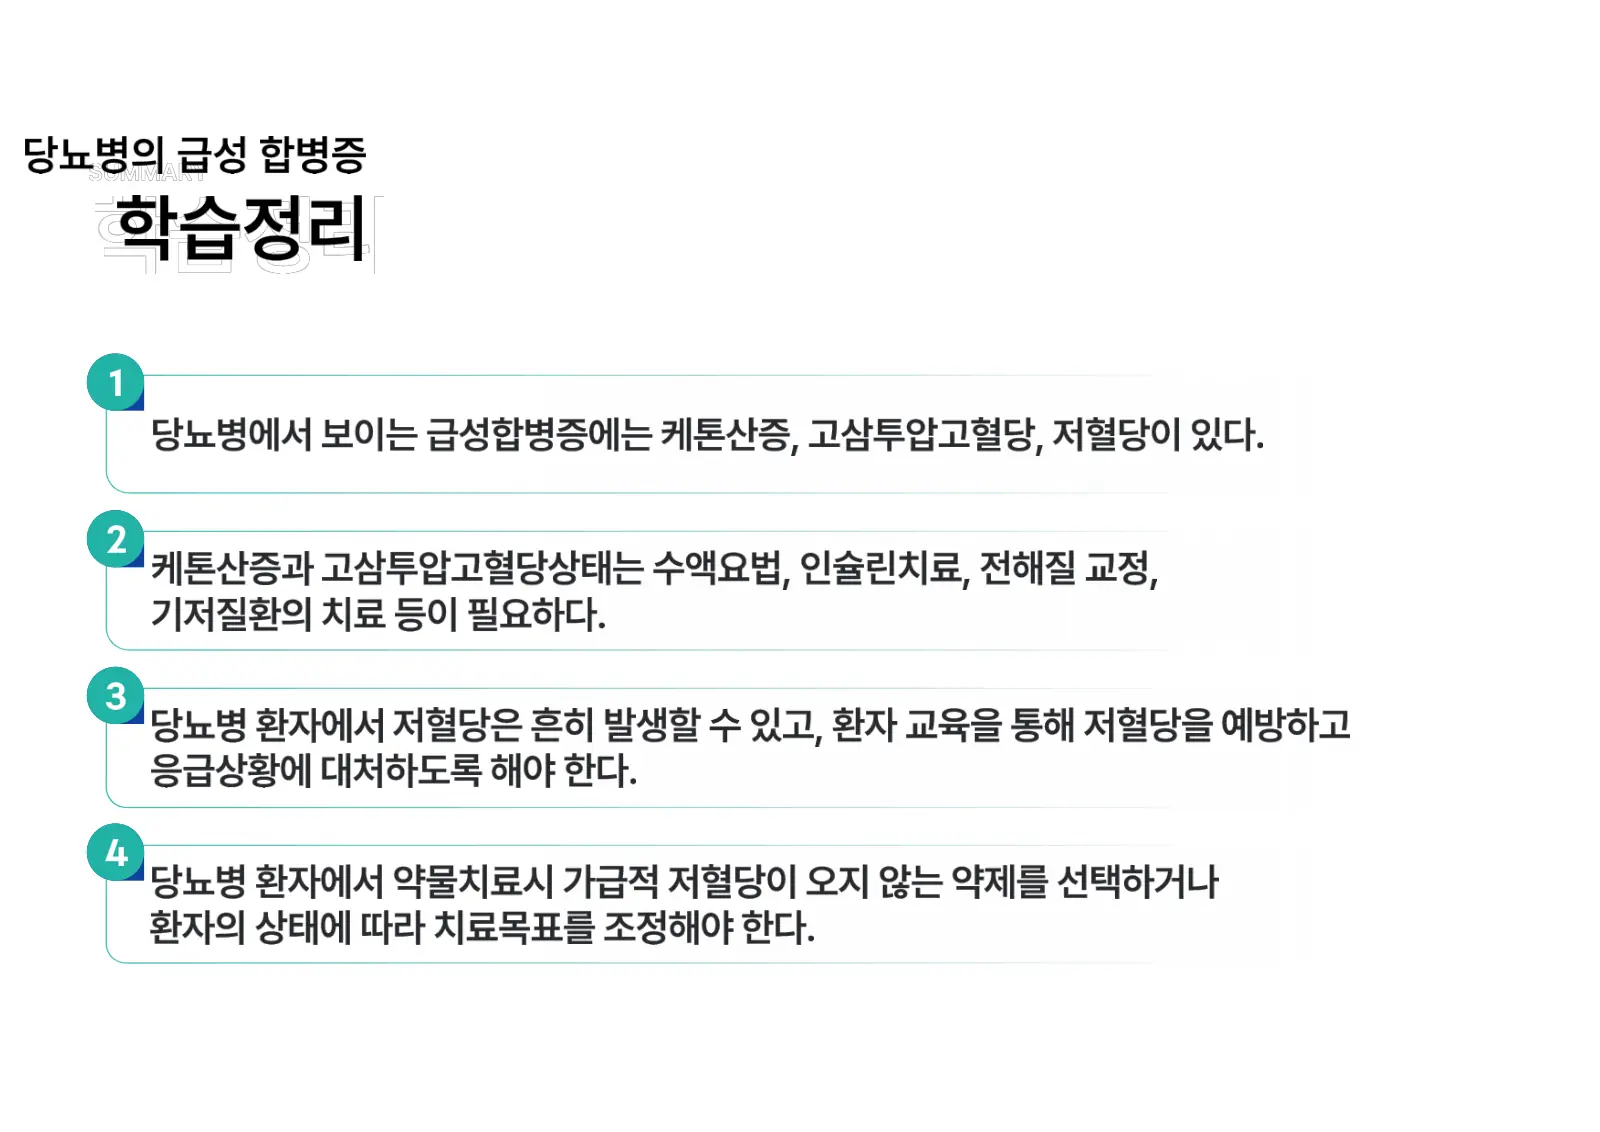 당뇨병의 급성 합병증
SUMMARY
학습정리
1
당뇨병에서 보이는 급성합병증에는 케톤산증, 고삼투압고혈당, 저혈당이 있다.
2
케톤산증과 고삼투압고혈당상태는 수액요법, 인슐린치료, 전해질 교정,
기저질환의 치료 등이 필요하다.
3
당뇨병 환자에서 저혈당은 흔히 발생할 수 있고, 환자 교육을 통해 저혈당을 예방하고
응급상황에 대처하도록 해야 한다.
4
당뇨병 환자에서 약물치료시 가급적 저혈당이 오지 않는 약제를 선택하거나
환자의 상태에 따라 치료목표를 조정해야 한다.